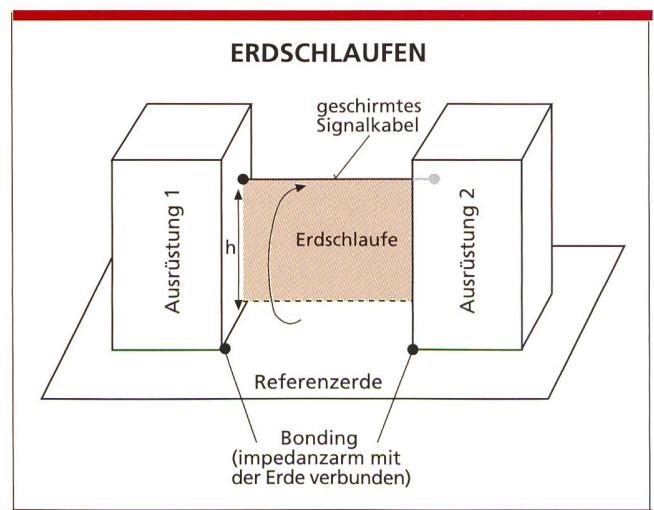 ERDSCHLAUFEN
geschirmtes
Signalkabel
Ausrüstung 1
h
Erdschlaufe
Ausrüstung 2
Referenzerde
Bonding
(impedanzarm mit
der Erde verbunden)